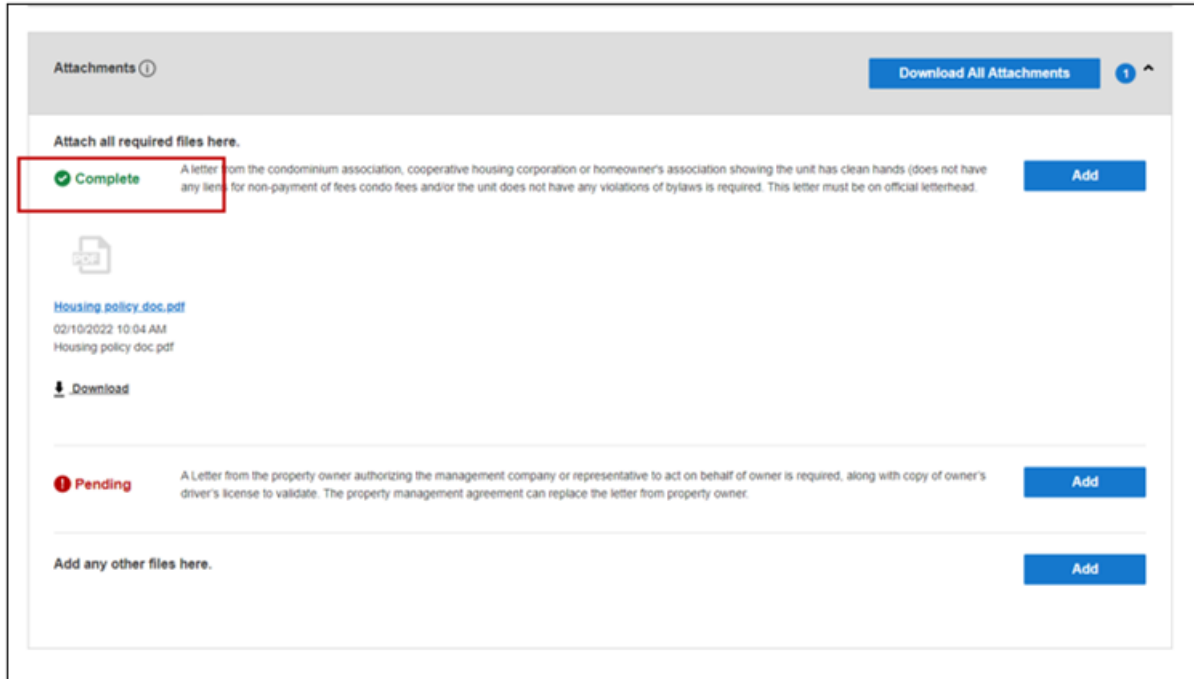 Attachments
Download All Attachments
1
Attach all required files here.
Complete
A letter from the condominium association, cooperative housing corporation or homeowner's association showing the unit has clean hands (does not have
any liens for non-payment of fees condo fees and/or the unit does not have any violations of bylaws is required. This letter must be on official letterhead.
Add
PDF
Housing policy doc.pdf
02/10/2022 10:04 AM
Housing policy doc.pdf
Download
Pending
A Letter from the property owner authorizing the management company or representative to act on behalf of owner is required, along with copy of owner's
driver's license to validate. The property management agreement can replace the letter from property owner.
Add
Add any other files here.
Add